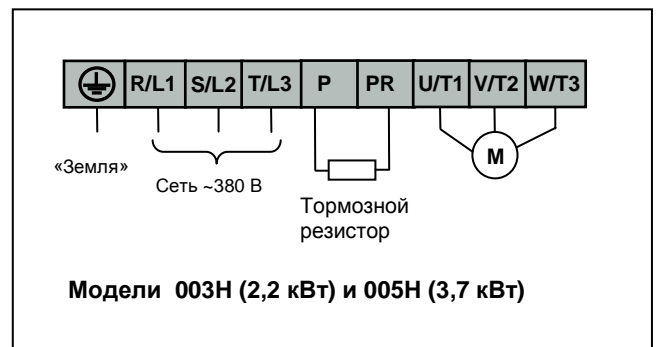 R/L1 S/L2 T/L3 P PR U/T1 V/T2 W/T3
«Земля»
Сеть ~380 В
M
Тормозной
резистор
Модели 003H (2,2 кВт) и 005H (3,7 кВт)